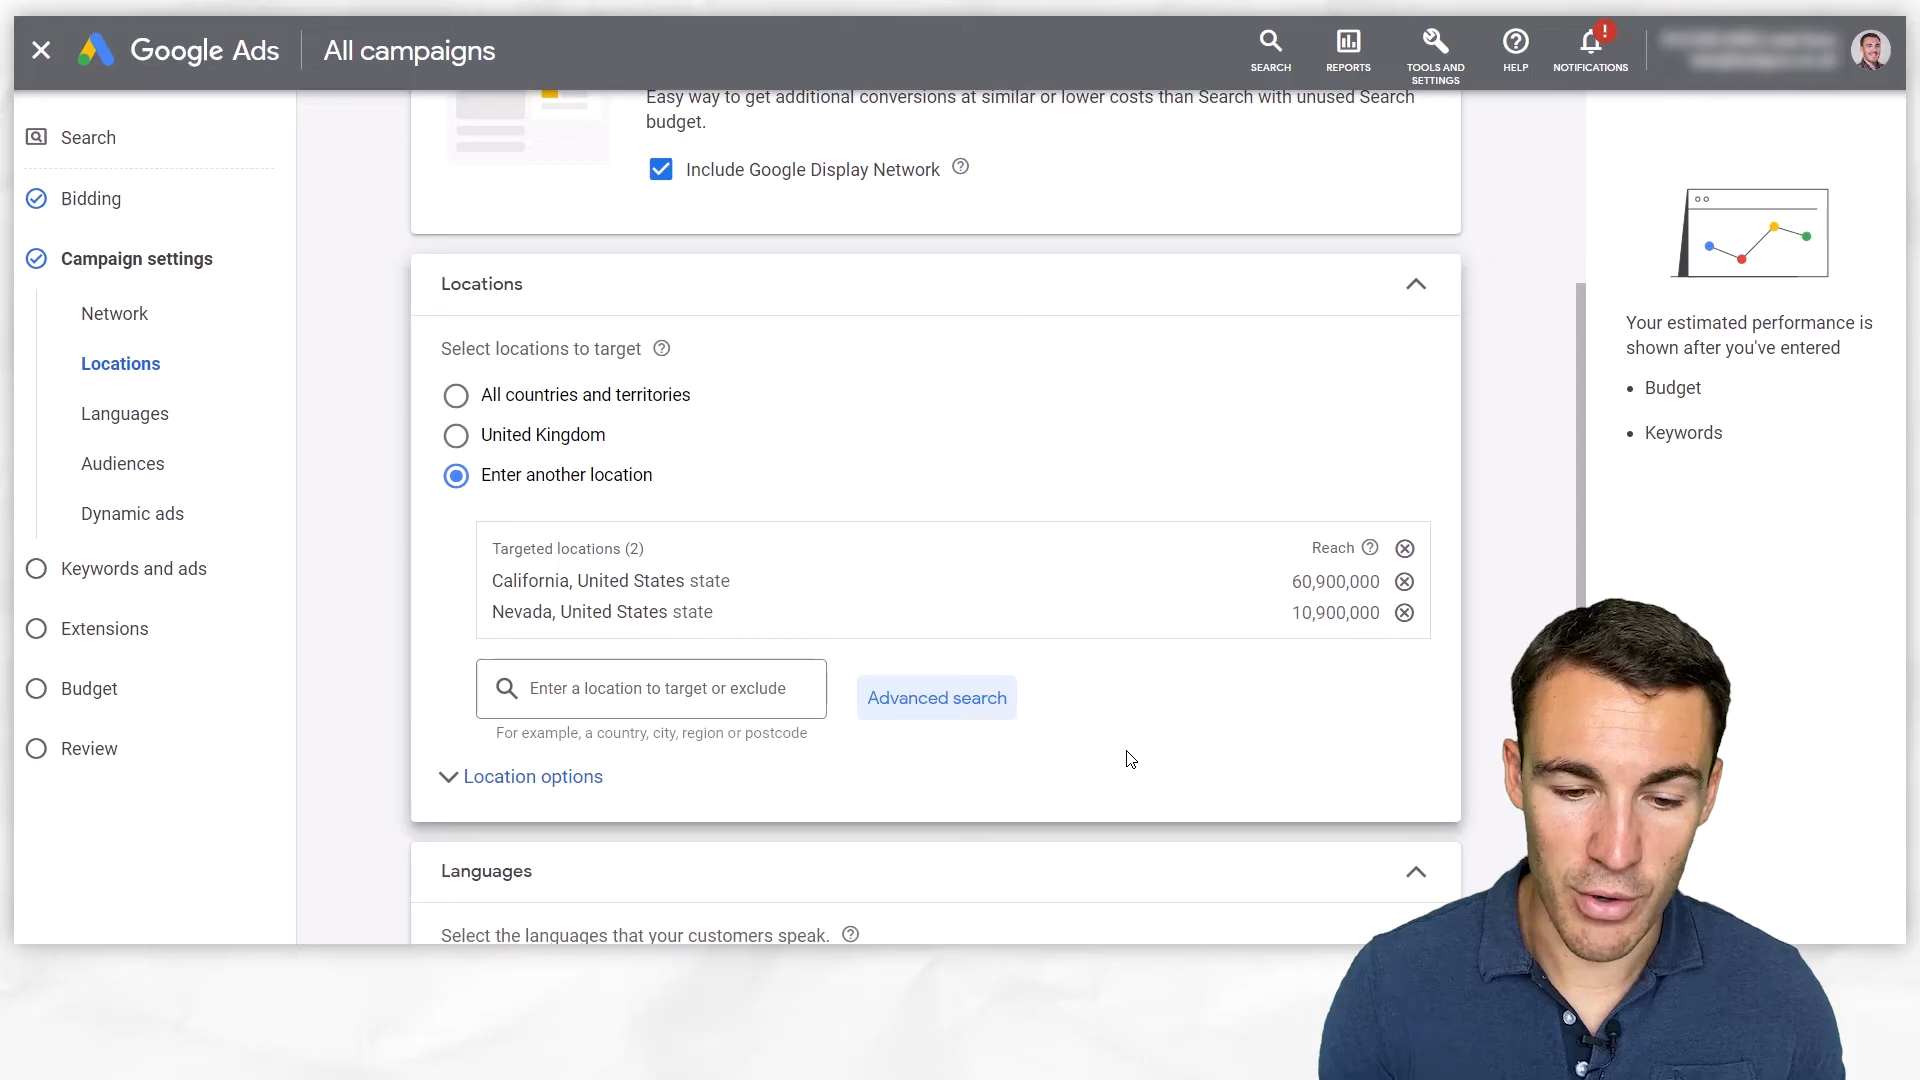 Google Ads
All campaigns
SEARCH
REPORTS
TOOLS AND
SETTINGS
HELP
!
NOTIFICATIONS
Search
Bidding
Campaign settings
Network
Locations
Languages
Audiences
Dynamic ads
Keywords and ads
Extensions
Budget
Review
Easy way to get additional conversions at similar or lower costs than Search with unused Search
budget.
Include Google Display Network
Locations
Select locations to target
All countries and territories
United Kingdom
Enter another location
Targeted locations (2)
Reach
California, United States state
60,900,000
Nevada, United States state
10,900,000
Enter a location to target or exclude
Advanced search
For example, a country, city, region or postcode
Location options
Languages
Select the languages that your customers speak.
Your estimated performance is
shown after you've entered
• Budget
• Keywords